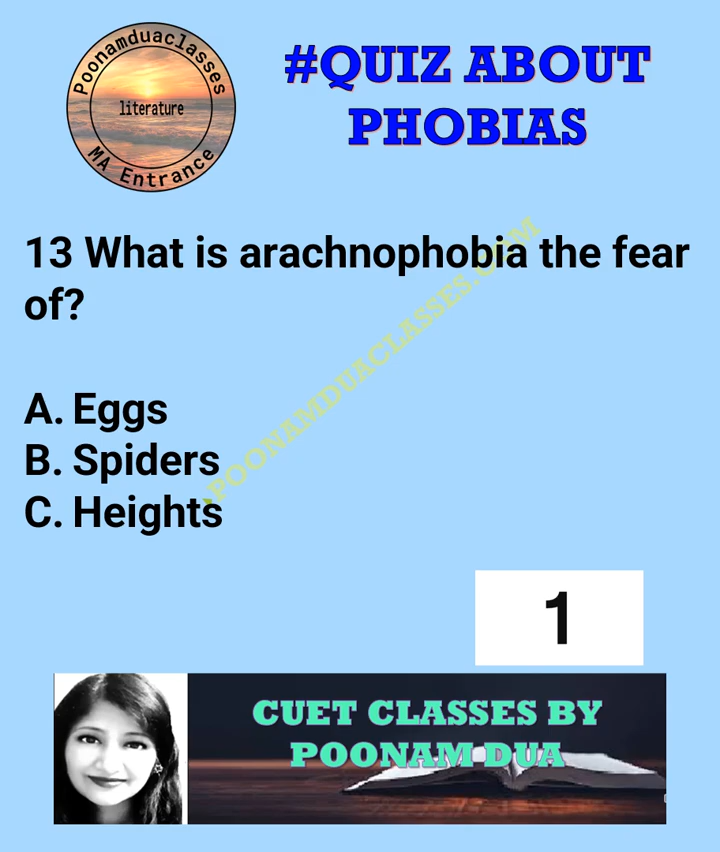 Poonamduaclasses
literature
MA Entrance
#QUIZ ABOUT
PHOBIAS
13 What is arachnophobia the fear
of?
POONAMDUACLASSES.COM
A. Eggs
B. Spiders
C. Heights
1
CUET CLASSES BY
POONAM DUA